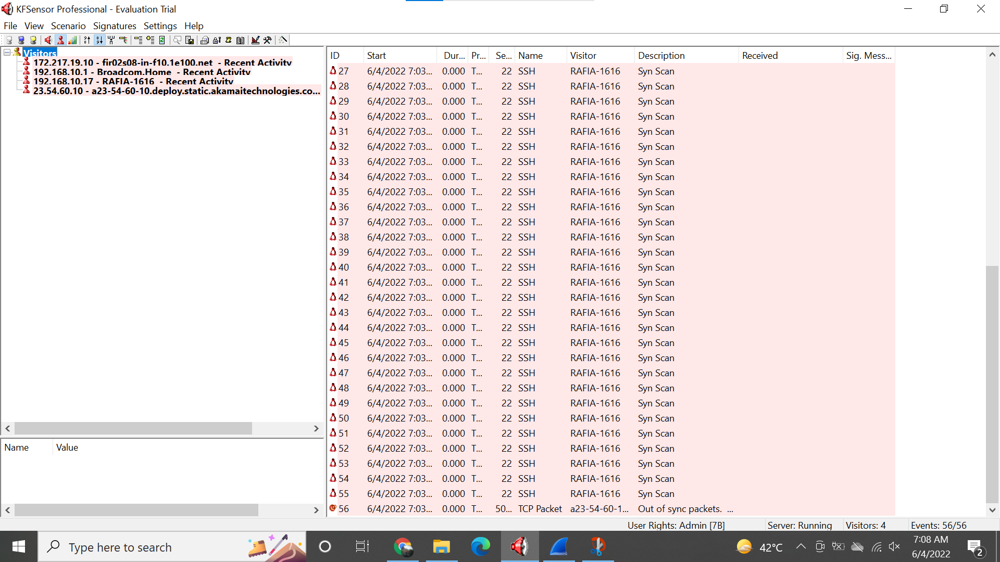 KFSensor Professional - Evaluation Trial
File View Scenario Signatures Settings Help
Visitors
172.217.19.10 - fir02s08-in-f10.1e100.net - Recent Activity
192.168.10.1 - Broadcom.Home - Recent Activity
192.168.10.17 - RAFIA-1616 - Recent Activity
23.54.60.10 - a23-54-60-10.deploy.static.akamaitechnologies.co...
Name Value
ID Start Dur... Pr... Se... Name Visitor Description Received Sig. Mess...
27 6/4/2022 7:03... 0.000 T... 22 SSH RAFIA-1616 Syn Scan
28 6/4/2022 7:03... 0.000 T... 22 SSH RAFIA-1616 Syn Scan
29 6/4/2022 7:03... 0.000 T... 22 SSH RAFIA-1616 Syn Scan
30 6/4/2022 7:03... 0.000 T... 22 SSH RAFIA-1616 Syn Scan
31 6/4/2022 7:03... 0.000 T... 22 SSH RAFIA-1616 Syn Scan
32 6/4/2022 7:03... 0.000 T... 22 SSH RAFIA-1616 Syn Scan
33 6/4/2022 7:03... 0.000 T... 22 SSH RAFIA-1616 Syn Scan
34 6/4/2022 7:03... 0.000 T... 22 SSH RAFIA-1616 Syn Scan
35 6/4/2022 7:03... 0.000 T... 22 SSH RAFIA-1616 Syn Scan
36 6/4/2022 7:03... 0.000 T... 22 SSH RAFIA-1616 Syn Scan
37 6/4/2022 7:03... 0.000 T... 22 SSH RAFIA-1616 Syn Scan
38 6/4/2022 7:03... 0.000 T... 22 SSH RAFIA-1616 Syn Scan
39 6/4/2022 7:03... 0.000 T... 22 SSH RAFIA-1616 Syn Scan
40 6/4/2022 7:03... 0.000 T... 22 SSH RAFIA-1616 Syn Scan
41 6/4/2022 7:03... 0.000 T... 22 SSH RAFIA-1616 Syn Scan
42 6/4/2022 7:03... 0.000 T... 22 SSH RAFIA-1616 Syn Scan
43 6/4/2022 7:03... 0.000 T... 22 SSH RAFIA-1616 Syn Scan
44 6/4/2022 7:03... 0.000 T... 22 SSH RAFIA-1616 Syn Scan
45 6/4/2022 7:03... 0.000 T... 22 SSH RAFIA-1616 Syn Scan
46 6/4/2022 7:03... 0.000 T... 22 SSH RAFIA-1616 Syn Scan
47 6/4/2022 7:03... 0.000 T... 22 SSH RAFIA-1616 Syn Scan
48 6/4/2022 7:03... 0.000 T... 22 SSH RAFIA-1616 Syn Scan
49 6/4/2022 7:03... 0.000 T... 22 SSH RAFIA-1616 Syn Scan
50 6/4/2022 7:03... 0.000 T... 22 SSH RAFIA-1616 Syn Scan
51 6/4/2022 7:03... 0.000 T... 22 SSH RAFIA-1616 Syn Scan
52 6/4/2022 7:03... 0.000 T... 22 SSH RAFIA-1616 Syn Scan
53 6/4/2022 7:03... 0.000 T... 22 SSH RAFIA-1616 Syn Scan
54 6/4/2022 7:03... 0.000 T... 22 SSH RAFIA-1616 Syn Scan
55 6/4/2022 7:03... 0.000 T... 22 SSH RAFIA-1616 Syn Scan
56 6/4/2022 7:03... 0.000 T... 50... TCP Packet a23-54-60-1... Out of sync packets. ...
User Rights: Admin [7B] Server: Running Visitors: 4 Events: 56/56
Type here to search
42°C
7:08 AM
6/4/2022
2